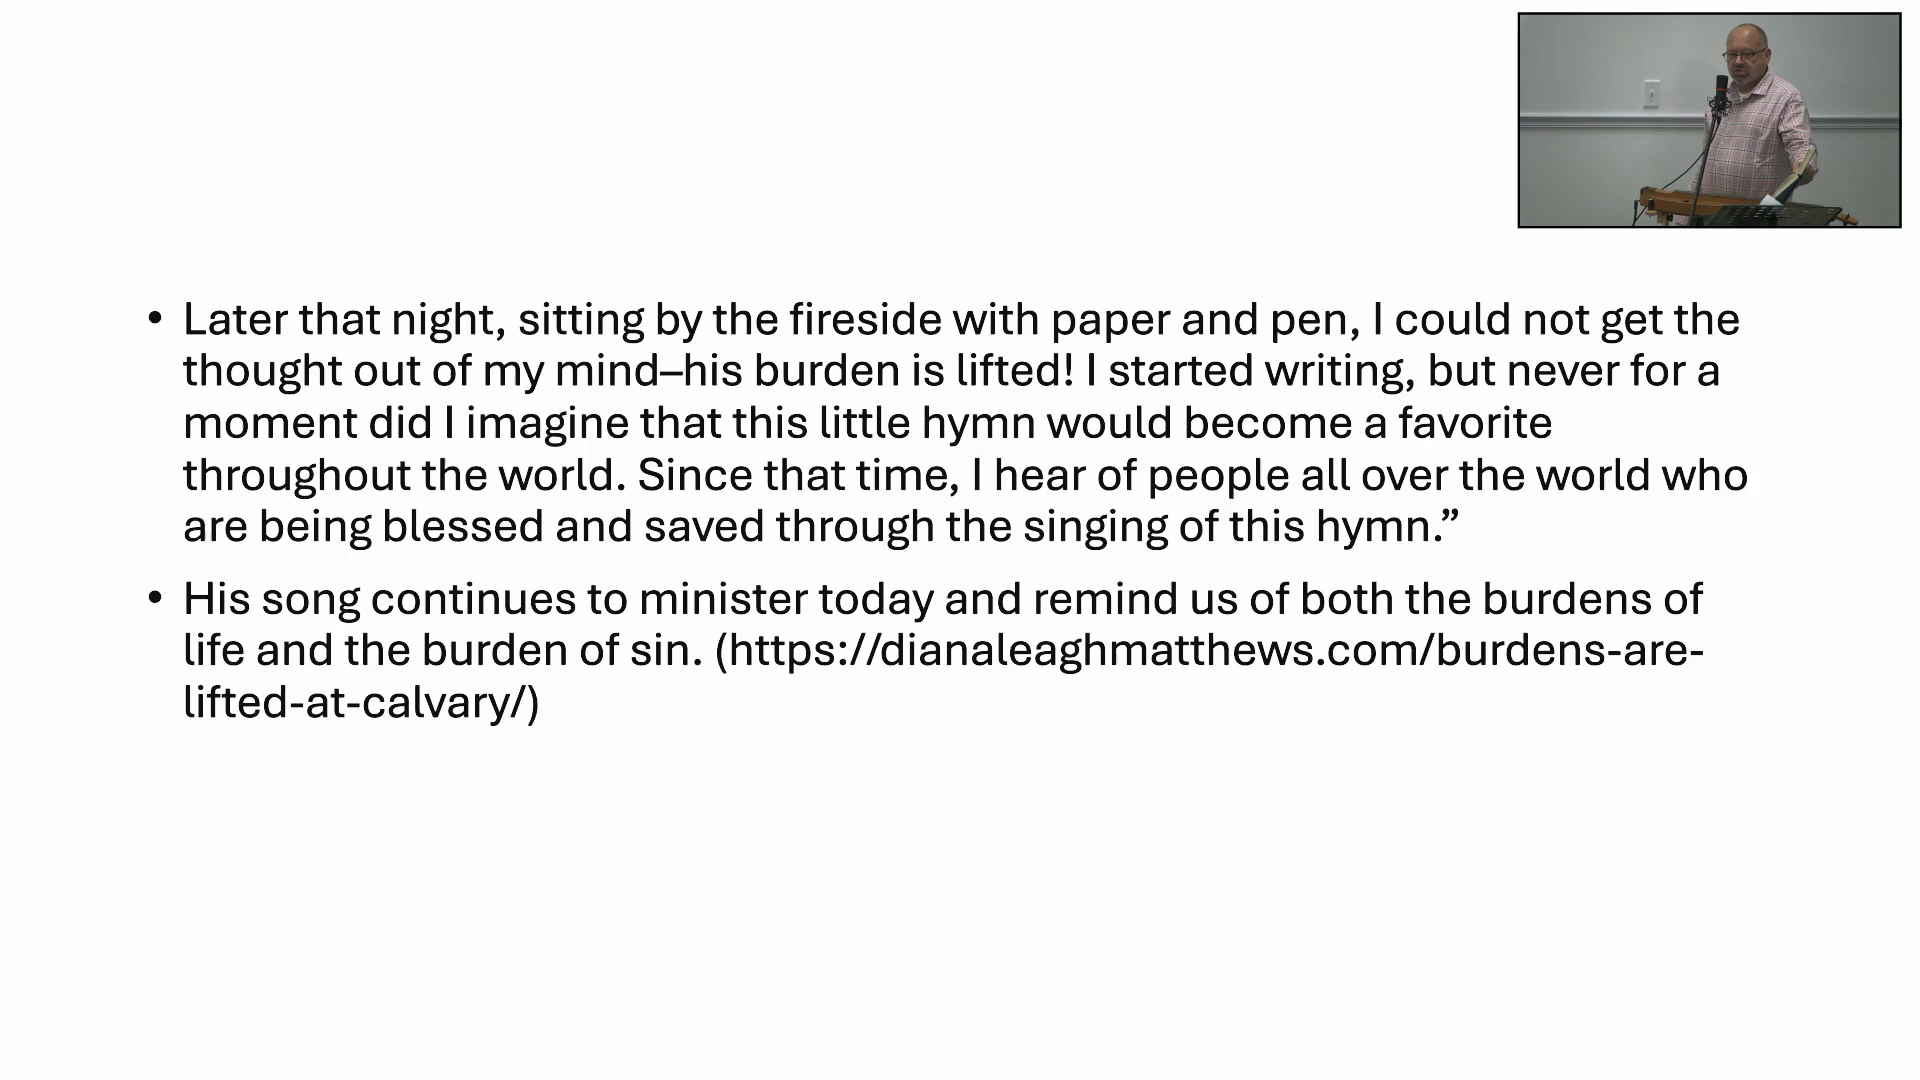 • Later that night, sitting by the fireside with paper and pen, I could not get the
thought out of my mind–his burden is lifted! I started writing, but never for a
moment did I imagine that this little hymn would become a favorite
throughout the world. Since that time, I hear of people all over the world who
are being blessed and saved through the singing of this hymn.”
• His song continues to minister today and remind us of both the burdens of
life and the burden of sin. (https://dianaleaghmatthews.com/burdens-are-
lifted-at-calvary/)